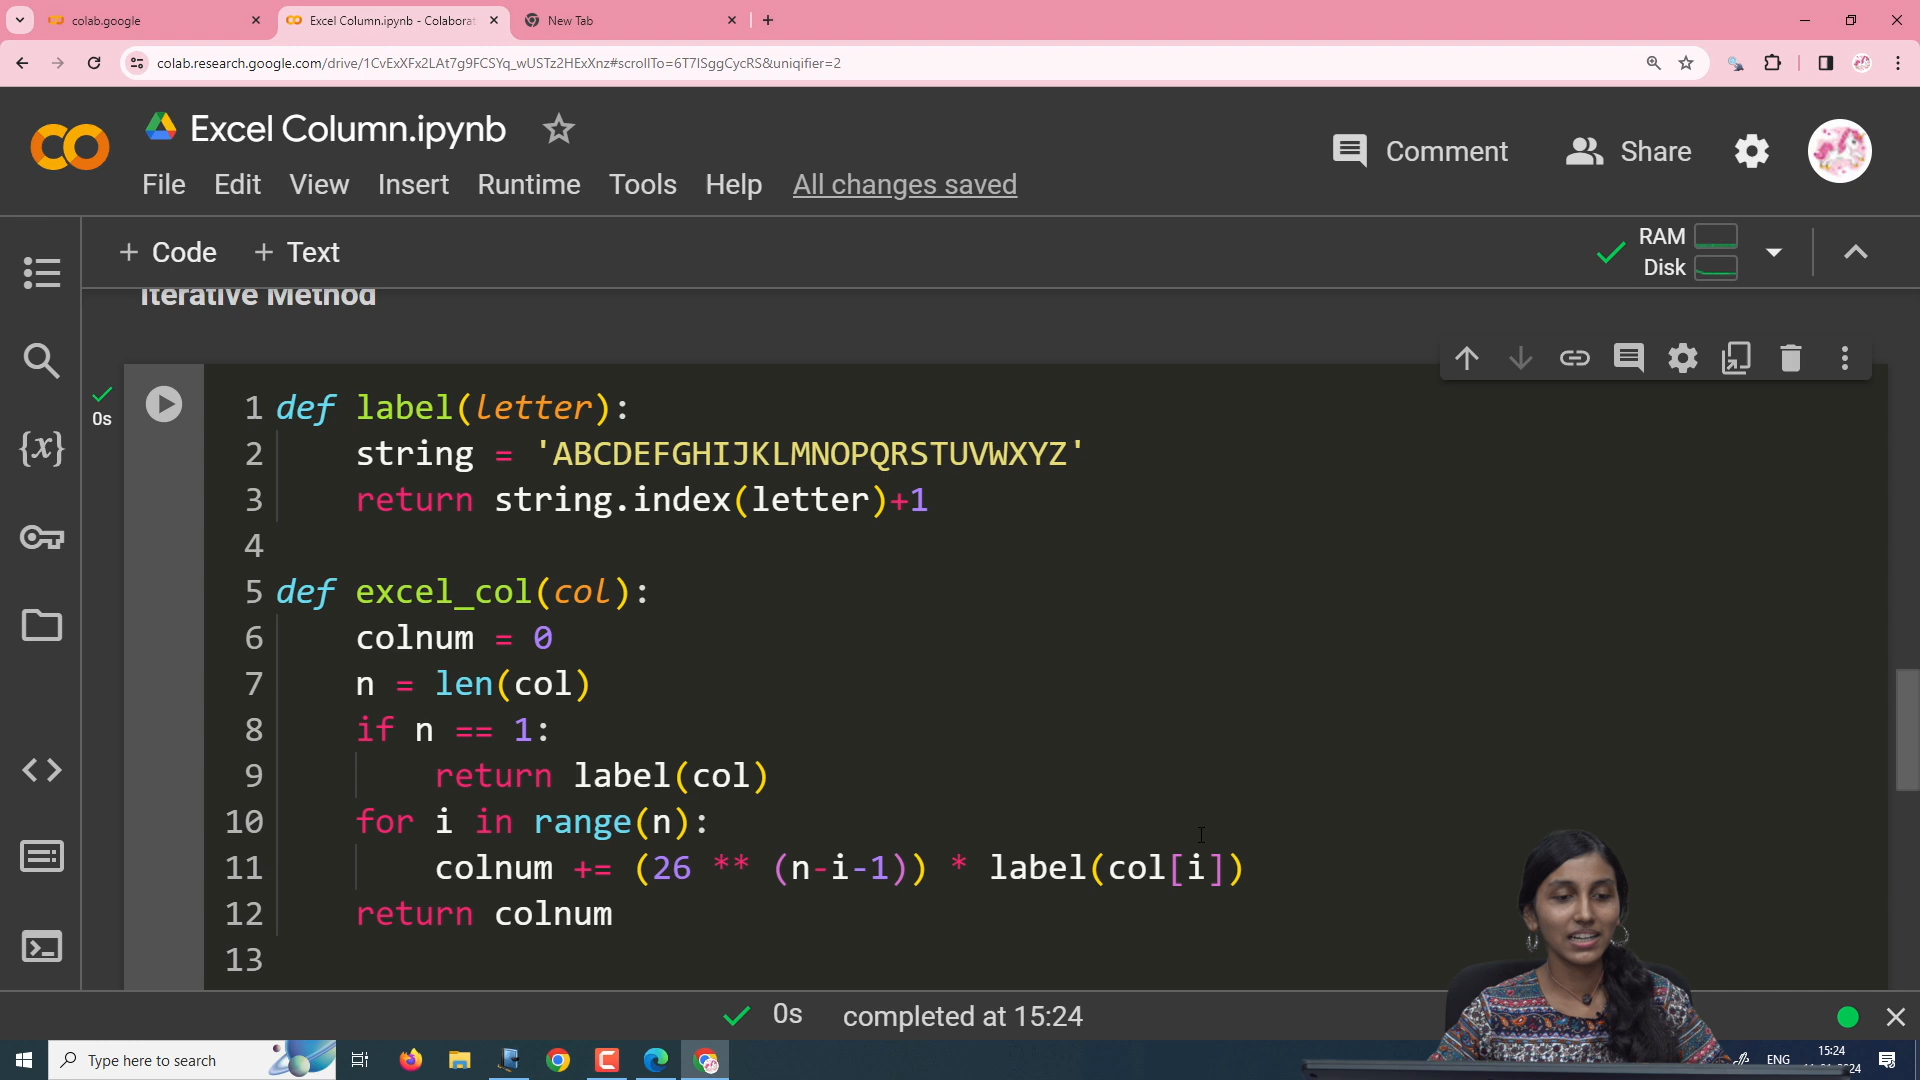 colab.google
Excel Column.ipynb - Colaborat
New Tab
colab.research.google.com/drive/1CvExXFx2LAt7g9FCSYq_wUSTz2HExXnz#scrollTo=6T7ISggCycRS&uniqifier=2
Excel Column.ipynb
Comment
Share
File Edit View Insert Runtime Tools Help All changes saved
+ Code + Text
RAM
Disk
Iterative Method
0s
1 def label(letter):
2 string = 'ABCDEFGHIJKLMNOPQRSTUVWXYZ'
3 return string.index(letter)+1
4
5 def excel_col(col):
6 colnum = 0
7 n = len(col)
8 if n == 1:
9 return label(col)
10 for i in range(n):
11 colnum += (26 ** (n-i-1)) * label(col[i])
12 return colnum
13
0s completed at 15:24
Type here to search
ENG
15:24